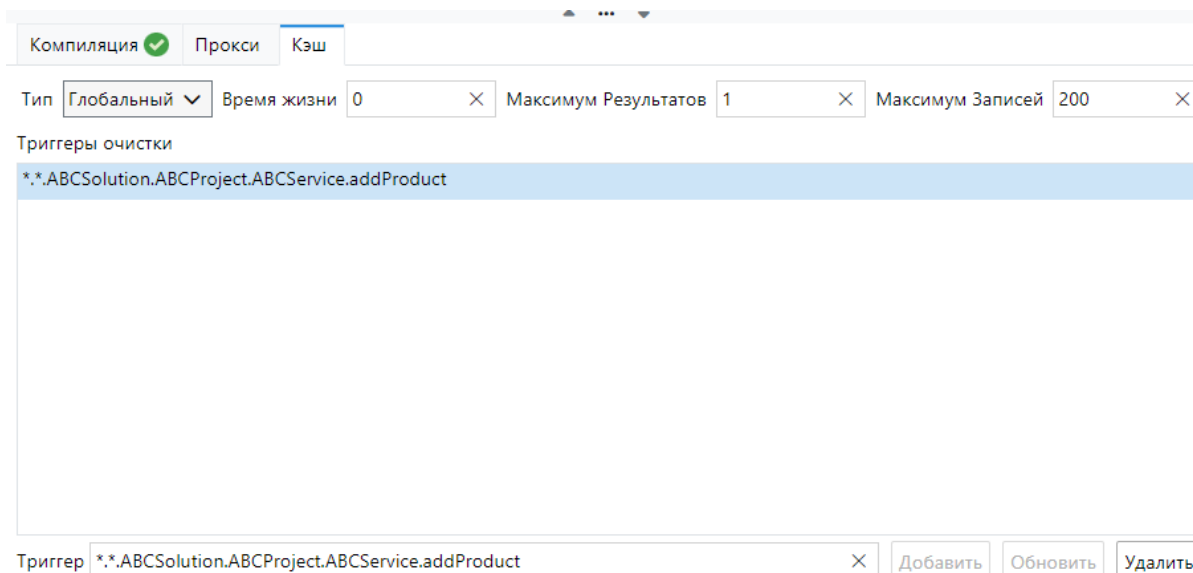 Компиляция Прокси Кэш
Тип Глобальный Время жизни 0 Максимум Результатов 1 Максимум Записей 200
Триггеры очистки
*.*.ABCSolution.ABCProject.ABCService.addProduct
Триггер *.*.ABCSolution.ABCProject.ABCService.addProduct Добавить Обновить Удалить